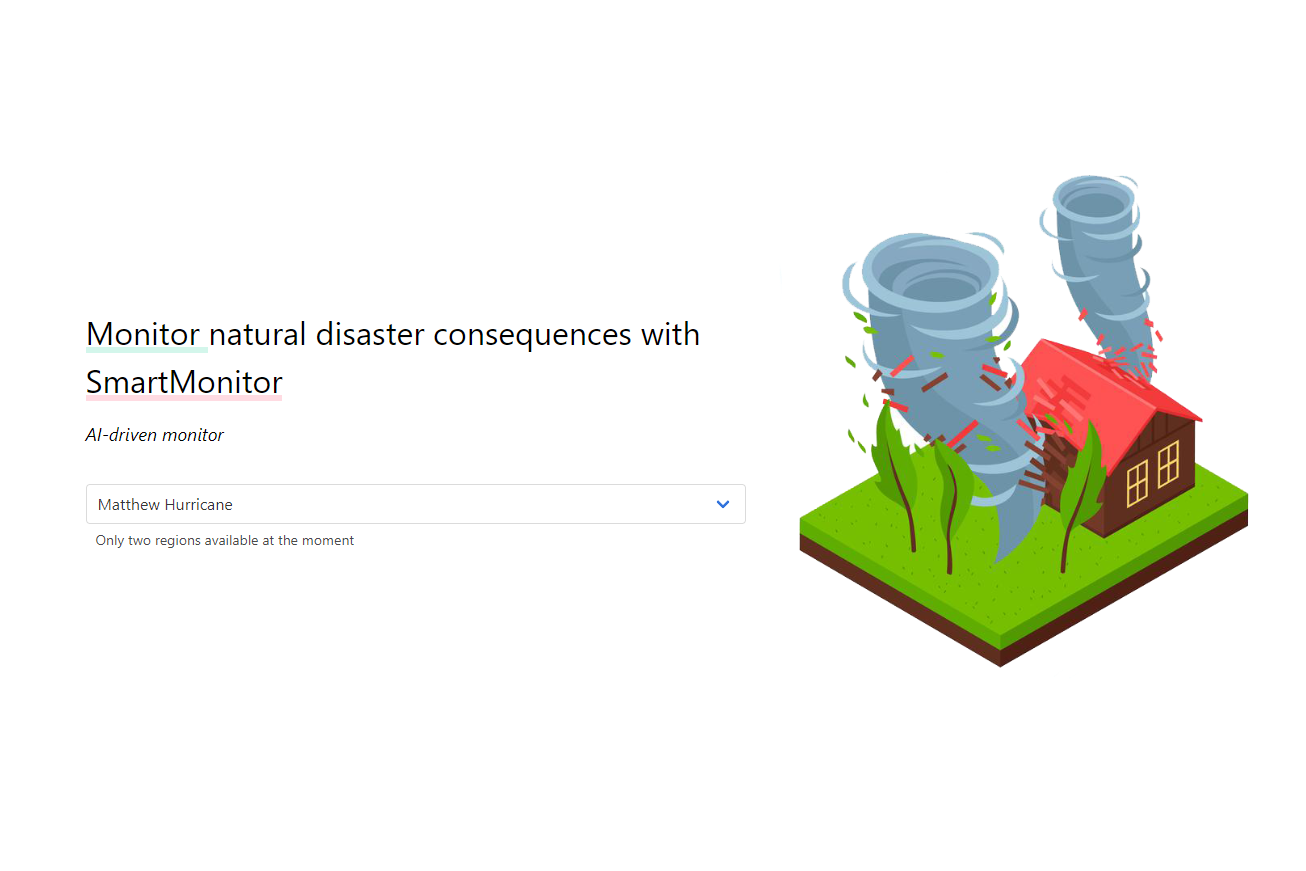 Monitor natural disaster consequences with
SmartMonitor
AI-driven monitor
Matthew Hurricane
Only two regions available at the moment